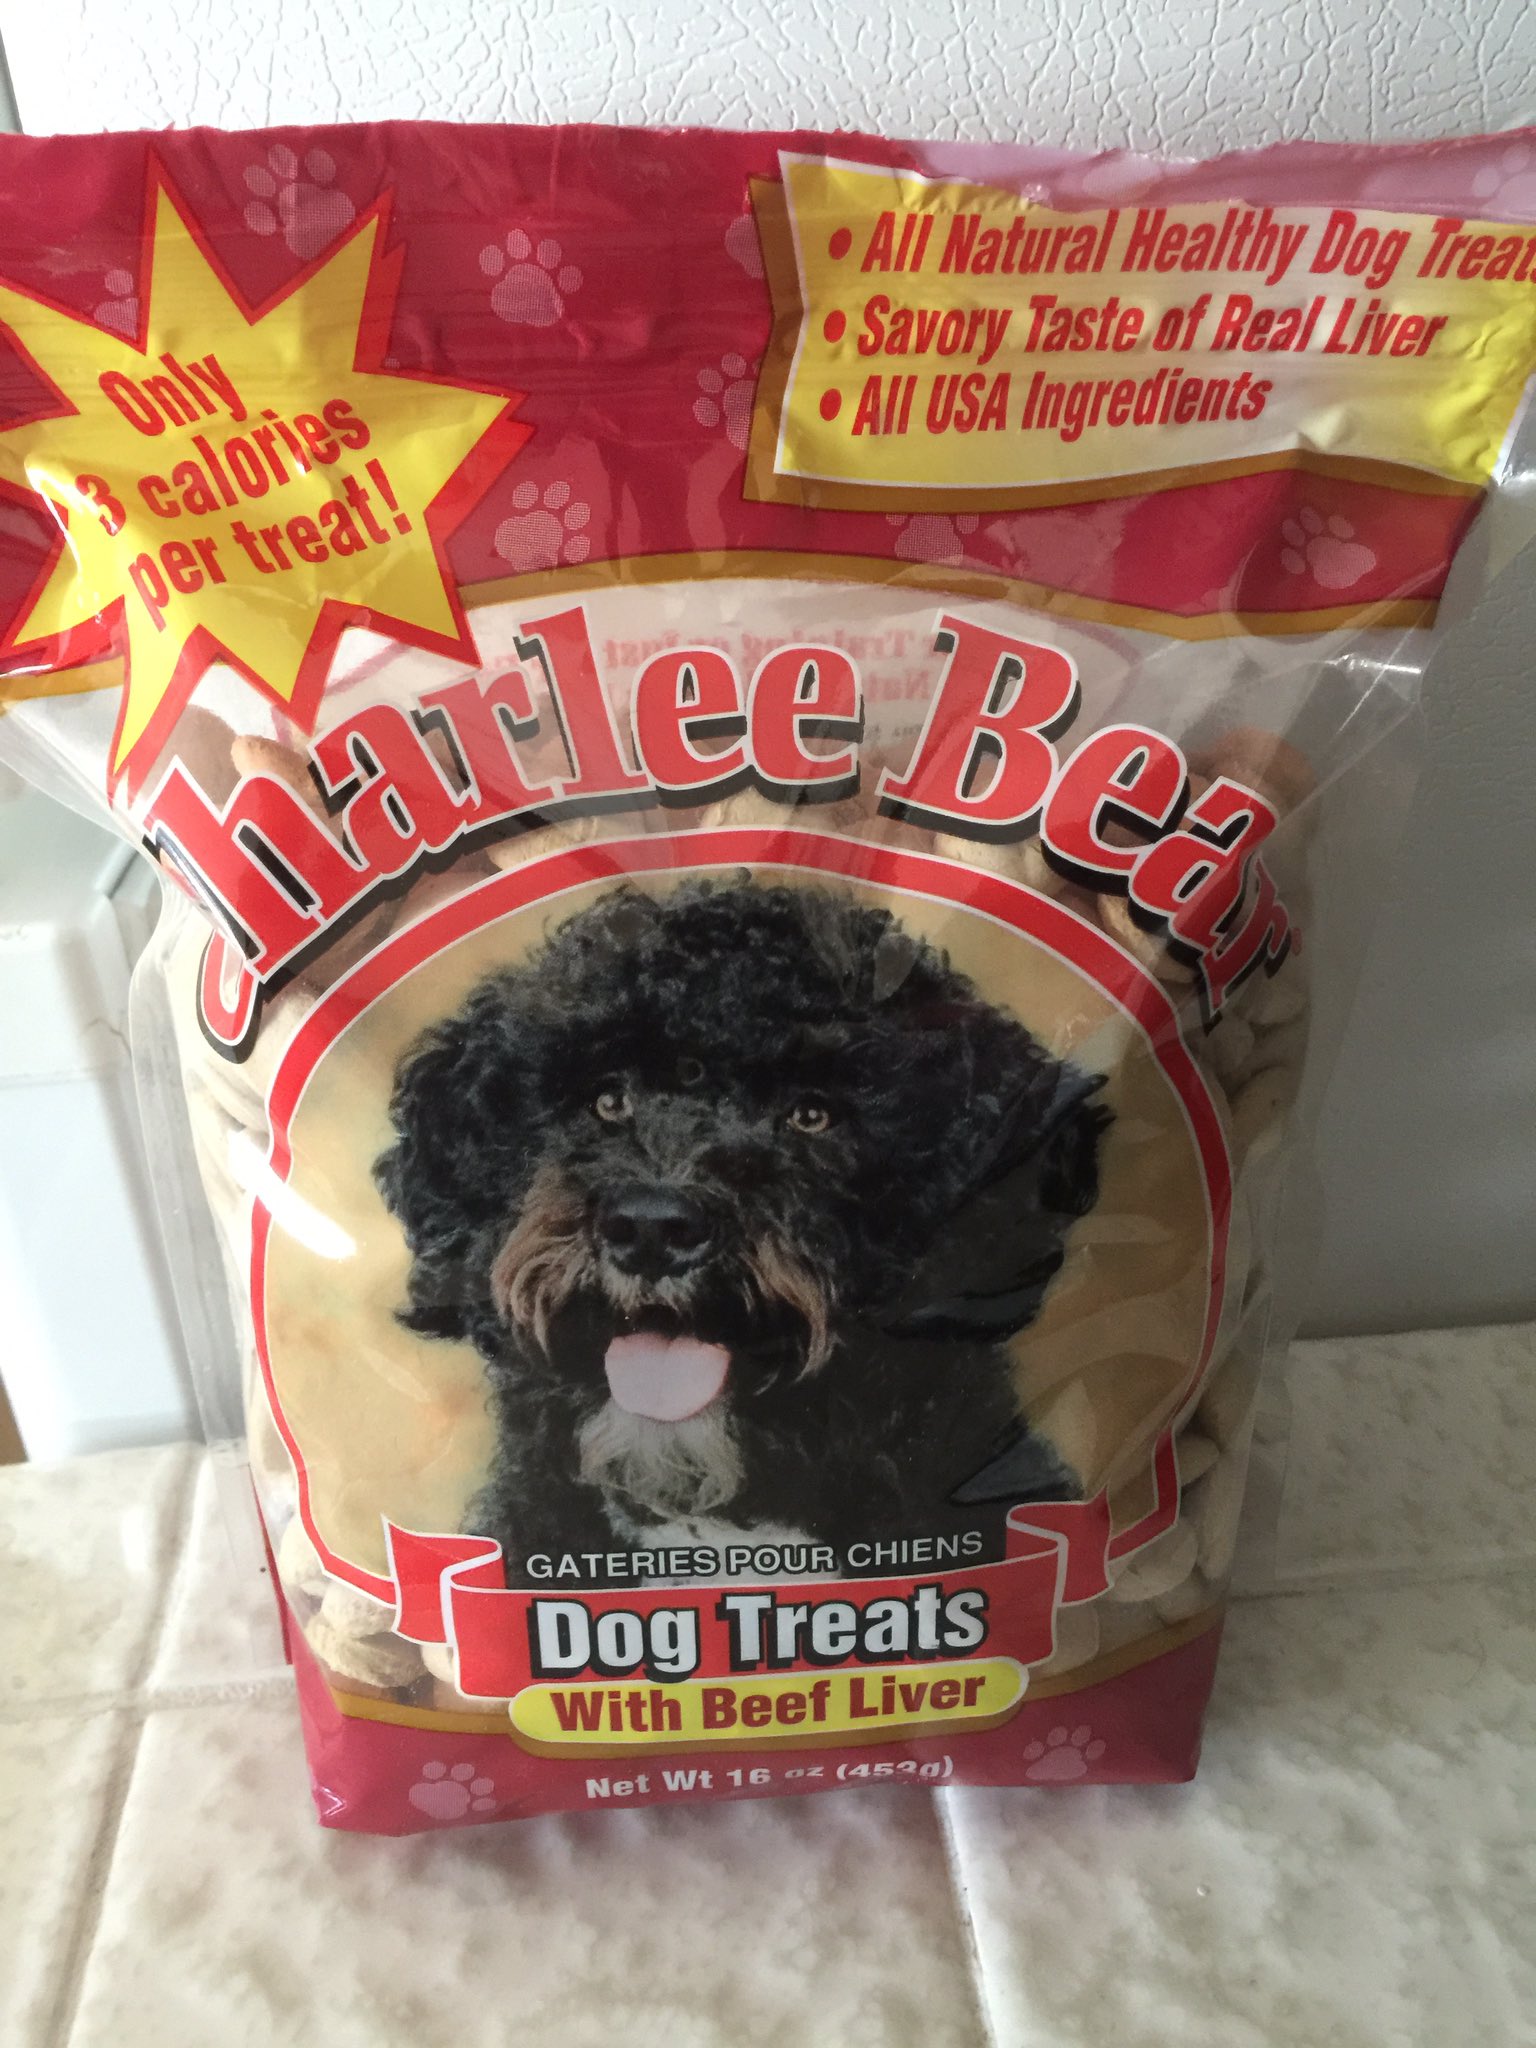 Only
3 calories
per treat!
• All Natural Healthy Dog Treats
• Savory Taste of Real Liver
• All USA Ingredients
Charlee Bear
GATERIES POUR CHIENS
Dog Treats
With Beef Liver
Net Wt 16 oz (453g)